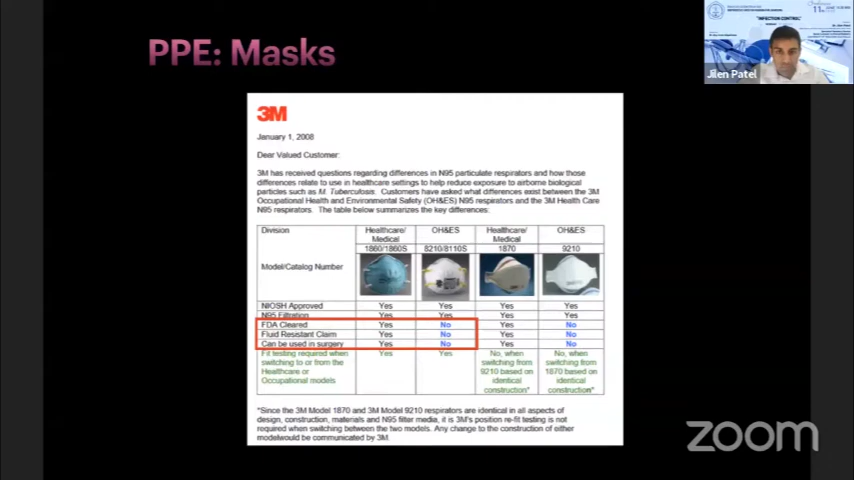 PPE: Masks
"INFECTION CONTROL"
Jilen Patel
3M
January 1, 2008
Dear Valued Customer:
3M has received questions regarding differences in N95 particulate respirators and how those
differences relate to use in healthcare settings to help reduce exposure to airborne biological
particles such as M. Tuberculosis. Customers have asked what differences exist between the 3M
Occupational Health and Environmental Safety (OH&ES) N95 respirators and the 3M Health Care
N95 respirators. The table below summarizes the key differences:
Division Healthcare/ Medical OH&ES Healthcare/ Medical OH&ES
Model/Catalog Number 1860/1860S 8210/8110S 1870 9210
NIOSH Approved Yes Yes Yes Yes
N95 Filtration Yes Yes Yes Yes
FDA Cleared Yes No Yes No
Fluid Resistant Claim Yes No Yes No
Can be used in surgery Yes No Yes No
Fit testing required when Yes Yes No, when No, when
switching to or from the switching from switching from
Healthcare or 9210 based on 1870 based on
Occupational models identical identical
construction* construction*
*Since the 3M Model 1870 and 3M Model 9210 respirators are identical in all aspects of
design, construction, materials and N95 filter media, it is 3M's position re-fit testing is not
required when switching between the two models. Any change to the construction of either
modelwould be communicated by 3M.
zoom